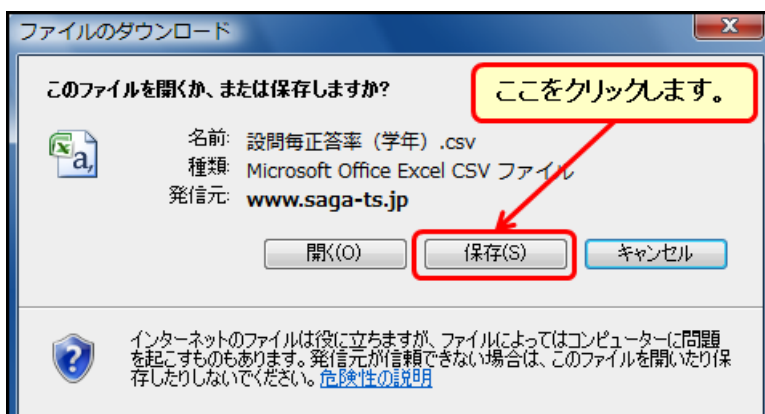 ファイルのダウンロード
このファイルを開くか、または保存しますか?
ここをクリックします。
名前: 設問毎正答率（学年）.csv
種類: Microsoft Office Excel CSV ファイル
発信元: www.saga-ts.jp
開く(O) 保存(S) キャンセル
インターネットのファイルは役に立ちますが、ファイルによってはコンピューターに問題
を起こすものもあります。発信元が信頼できない場合は、このファイルを開いたり保
存したりしないでください。危険性の説明